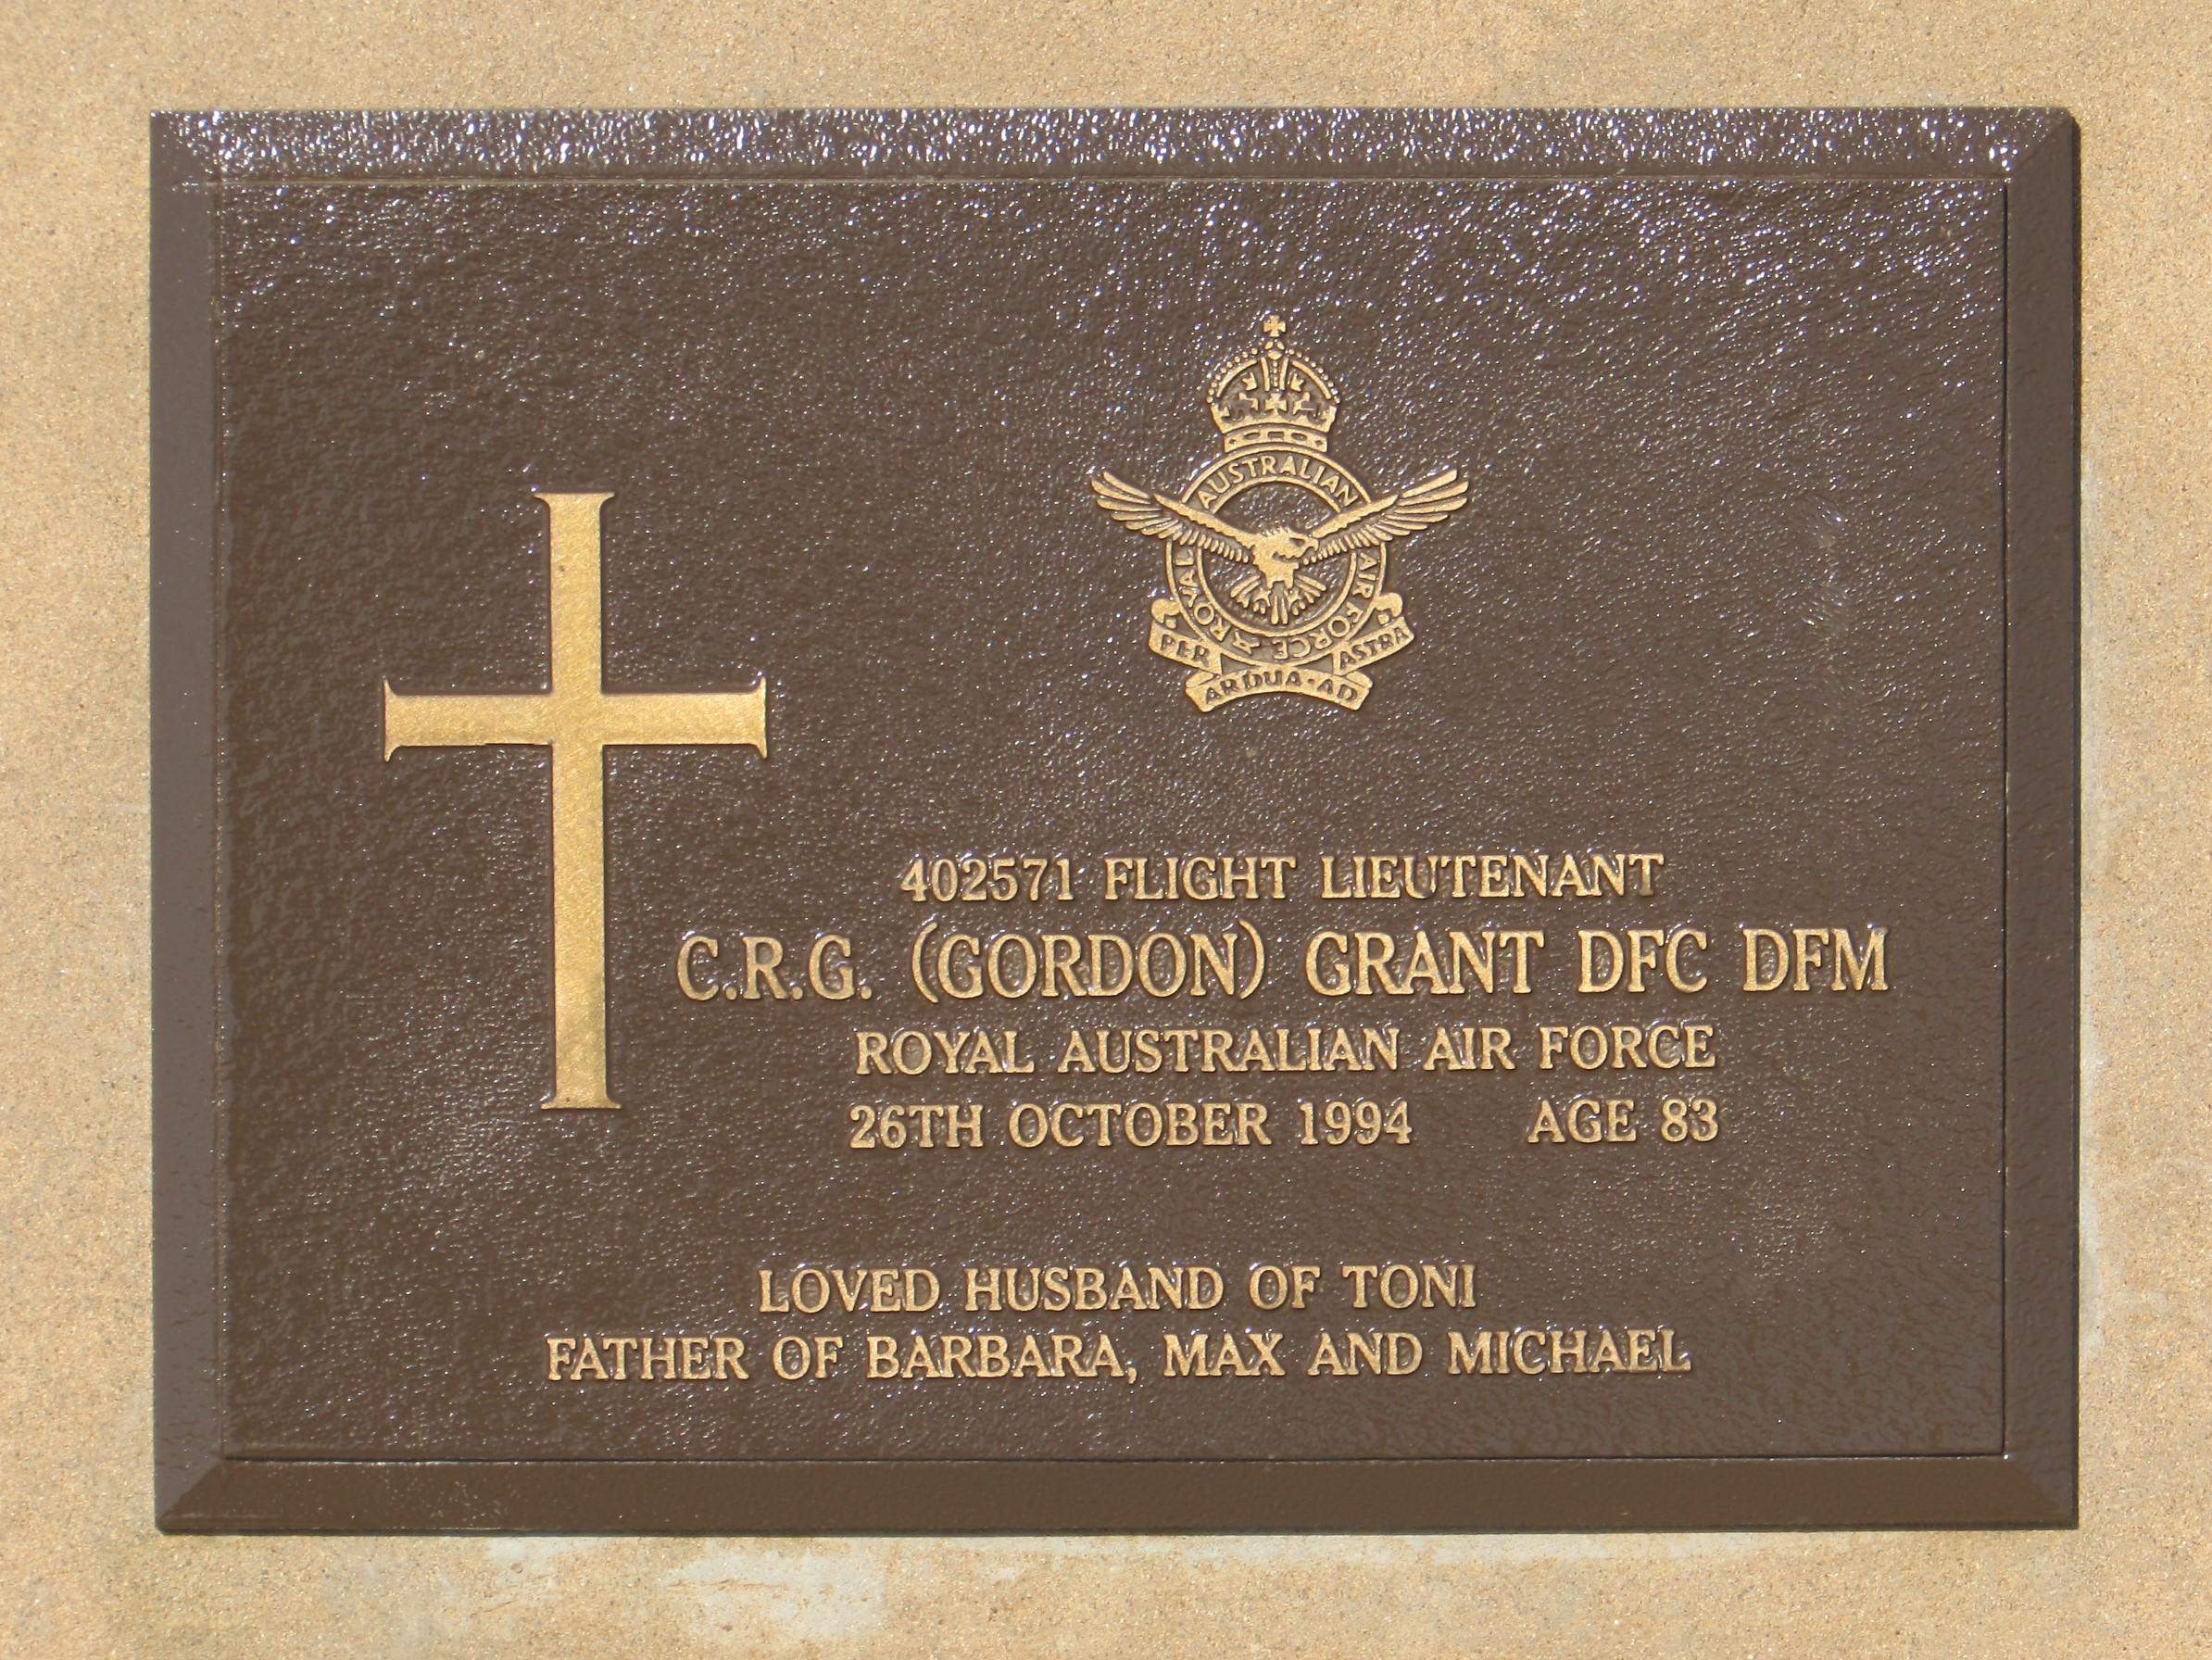 ROYAL AUSTRALIAN AIR FORCE
PER ARDUA·AD ASTRA
402571 FLIGHT LIEUTENANT
C.R.G. (GORDON) GRANT DFC DFM
ROYAL AUSTRALIAN AIR FORCE
26TH OCTOBER 1994 AGE 83
LOVED HUSBAND OF TONI
FATHER OF BARBARA, MAX AND MICHAEL